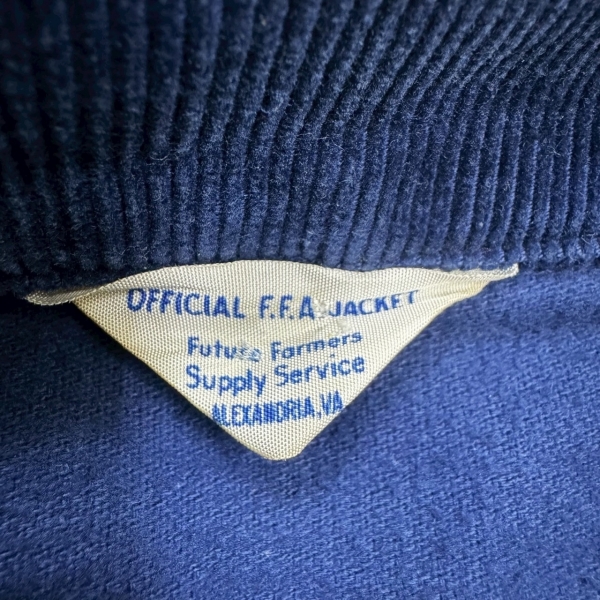 OFFICIAL F.F.A. JACKET
Future Farmers
Supply Service
ALEXANDRIA, VA